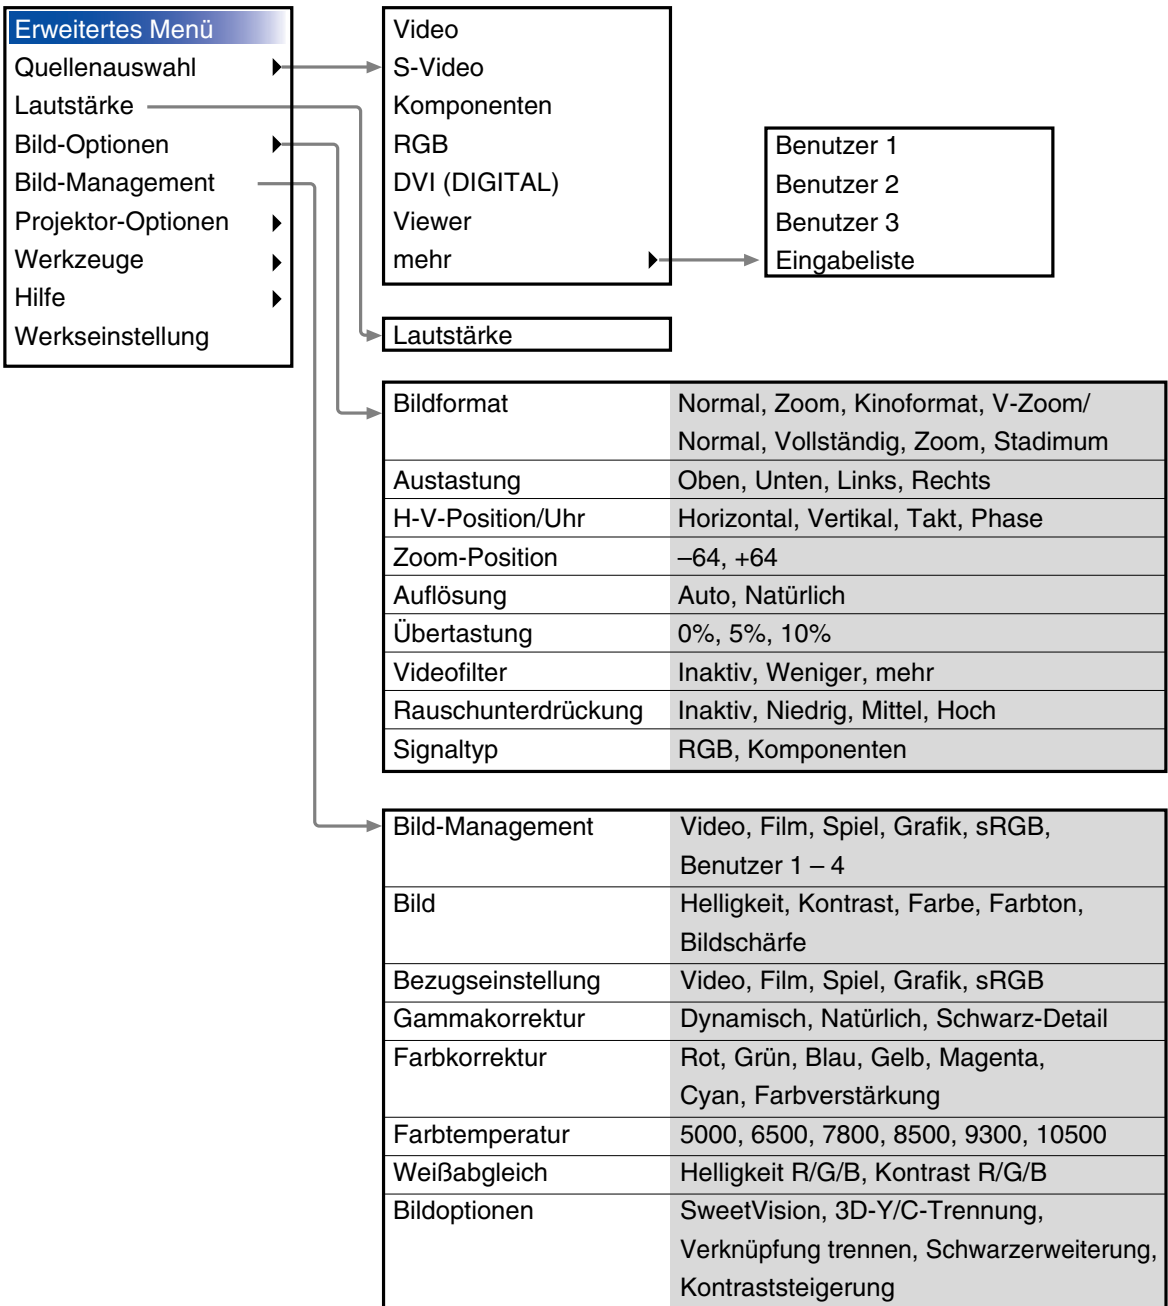 Erweitertes Menü
Quellenauswahl
Lautstärke
Bild-Optionen
Bild-Management
Projektor-Optionen
Werkzeuge
Hilfe
Werkseinstellung
Video
S-Video
Komponenten
RGB
DVI (DIGITAL)
Viewer
mehr
Benutzer 1
Benutzer 2
Benutzer 3
Eingabeliste
Lautstärke
Bildformat Normal, Zoom, Kinoformat, V-Zoom/
Normal, Vollständig, Zoom, Stadimum
Austastung Oben, Unten, Links, Rechts
H-V-Position/Uhr Horizontal, Vertikal, Takt, Phase
Zoom-Position –64, +64
Auflösung Auto, Natürlich
Übertastung 0%, 5%, 10%
Videofilter Inaktiv, Weniger, mehr
Rauschunterdrückung Inaktiv, Niedrig, Mittel, Hoch
Signaltyp RGB, Komponenten
Bild-Management Video, Film, Spiel, Grafik, sRGB,
Benutzer 1 – 4
Bild Helligkeit, Kontrast, Farbe, Farbton,
Bildschärfe
Bezugseinstellung Video, Film, Spiel, Grafik, sRGB
Gammakorrektur Dynamisch, Natürlich, Schwarz-Detail
Farbkorrektur Rot, Grün, Blau, Gelb, Magenta,
Cyan, Farbverstärkung
Farbtemperatur 5000, 6500, 7800, 8500, 9300, 10500
Weißabgleich Helligkeit R/G/B, Kontrast R/G/B
Bildoptionen SweetVision, 3D-Y/C-Trennung,
Verknüpfung trennen, Schwarzerweiterung,
Kontraststeigerung